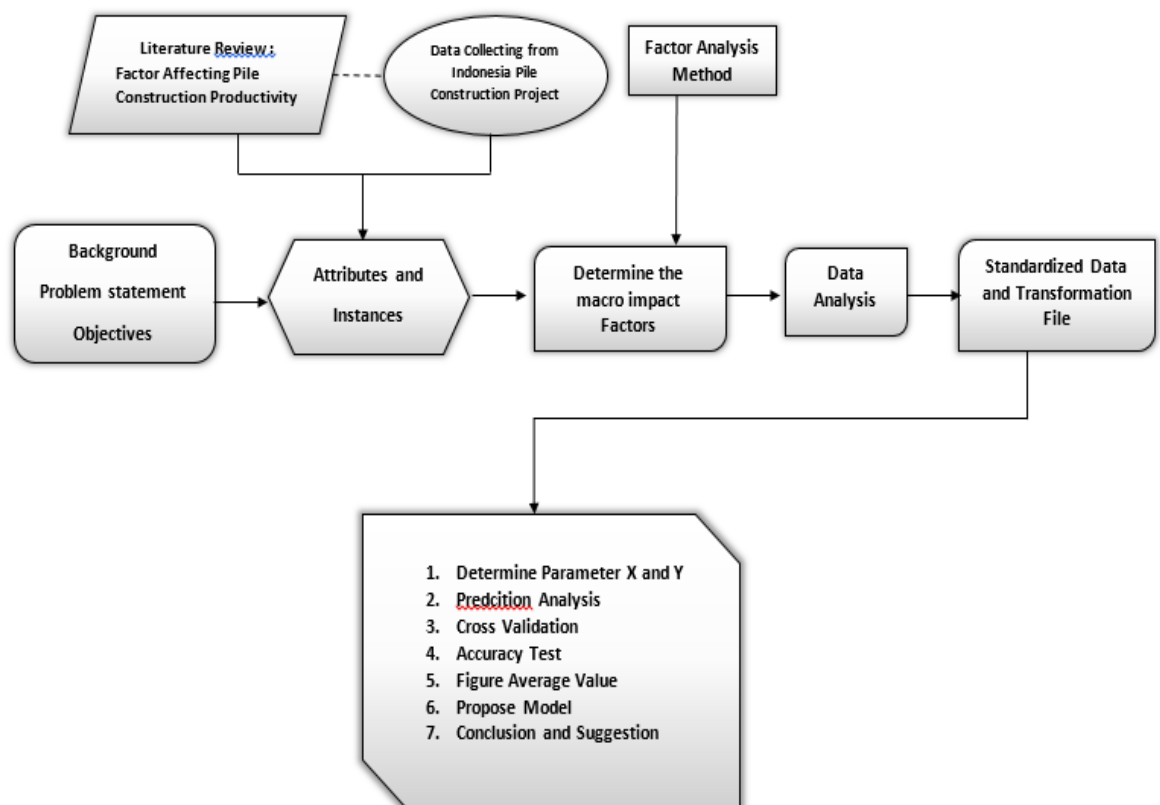 Literature Review :
Factor Affecting Pile
Construction Productivity
Data Collecting from
Indonesia Pile
Construction Project
Factor Analysis
Method
Background
Problem statement
Objectives
Attributes and
Instances
Determine the
macro impact
Factors
Data
Analysis
Standardized Data
and Transformation
File
1. Determine Parameter X and Y
2. Predcition Analysis
3. Cross Validation
4. Accuracy Test
5. Figure Average Value
6. Propose Model
7. Conclusion and Suggestion